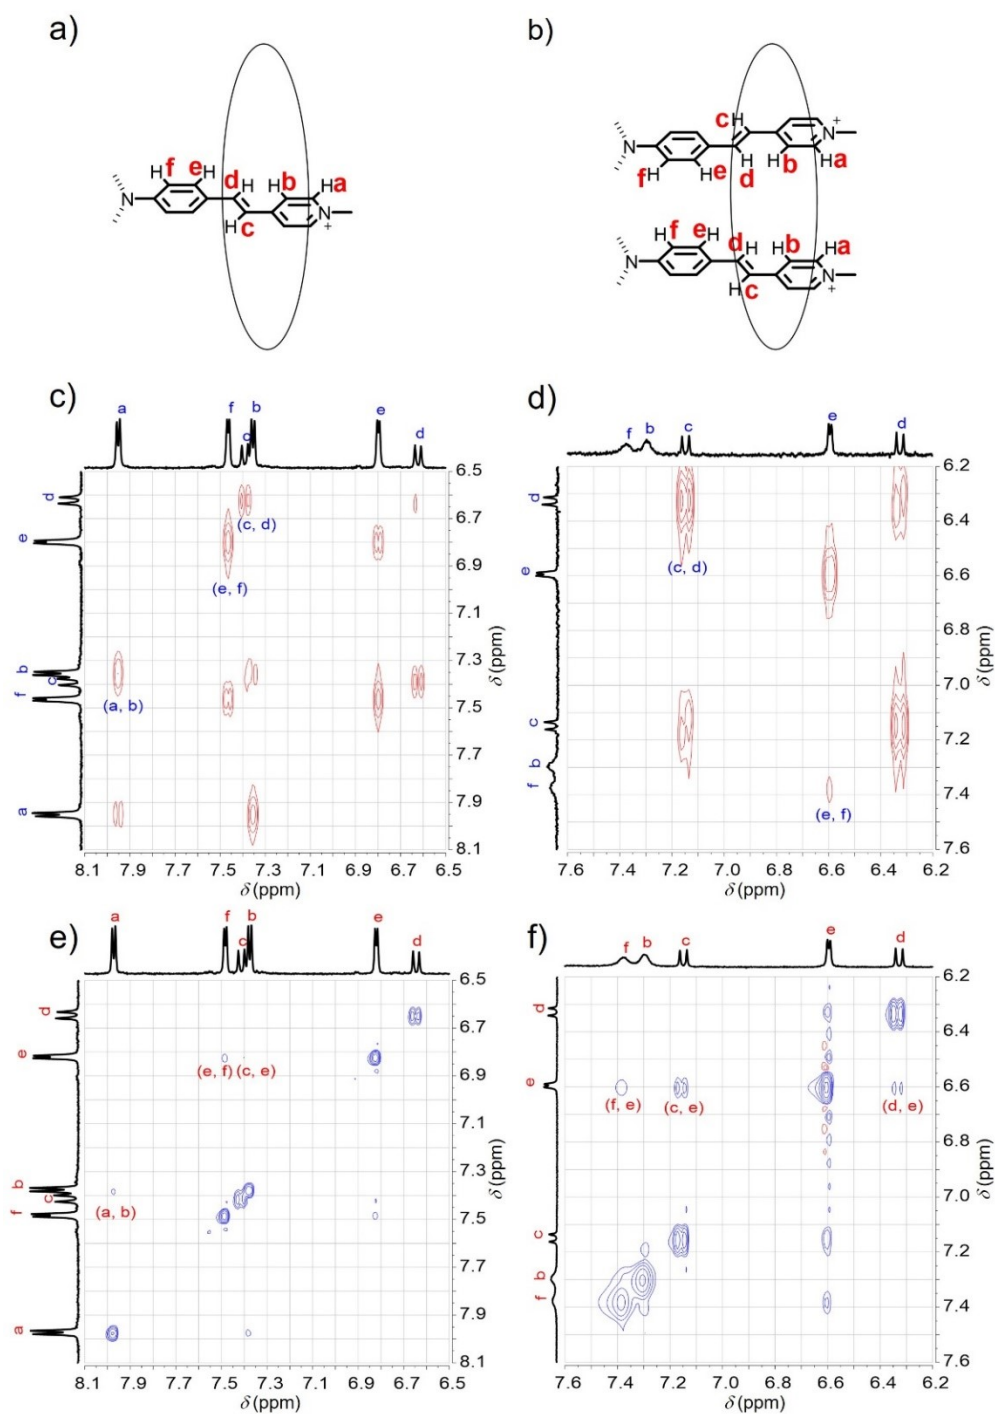 a)
b)
f H e H d H b H H a
N
H c
N
+
c H
N
f H H e H d H b H a
N
+
f H e H d H b H H a
N
H c
N
+
c)
a f c b e d
d
e
b
c
f
a
(c, d)
(e, f)
(a, b)
6.5
6.7
6.9
7.1
7.3
7.5
7.7
7.9
8.1
δ (ppm)
8.1 7.9 7.7 7.5 7.3 7.1 6.9 6.7 6.5
δ (ppm)
d)
f b c e d
d
e
c
b
f
(c, d)
(e, f)
6.2
6.4
6.6
6.8
7.0
7.2
7.4
7.6
δ (ppm)
7.6 7.4 7.2 7.0 6.8 6.6 6.4 6.2
δ (ppm)
e)
a f c b e d
d
e
b
c
f
a
(e, f) (c, e)
(a, b)
6.5
6.7
6.9
7.1
7.3
7.5
7.7
7.9
8.1
δ (ppm)
8.1 7.9 7.7 7.5 7.3 7.1 6.9 6.7 6.5
δ (ppm)
f)
f b c e d
d
e
c
b
f
(f, e) (c, e) (d, e)
6.2
6.4
6.6
6.8
7.0
7.2
7.4
7.6
δ (ppm)
7.6 7.4 7.2 7.0 6.8 6.6 6.4 6.2
δ (ppm)